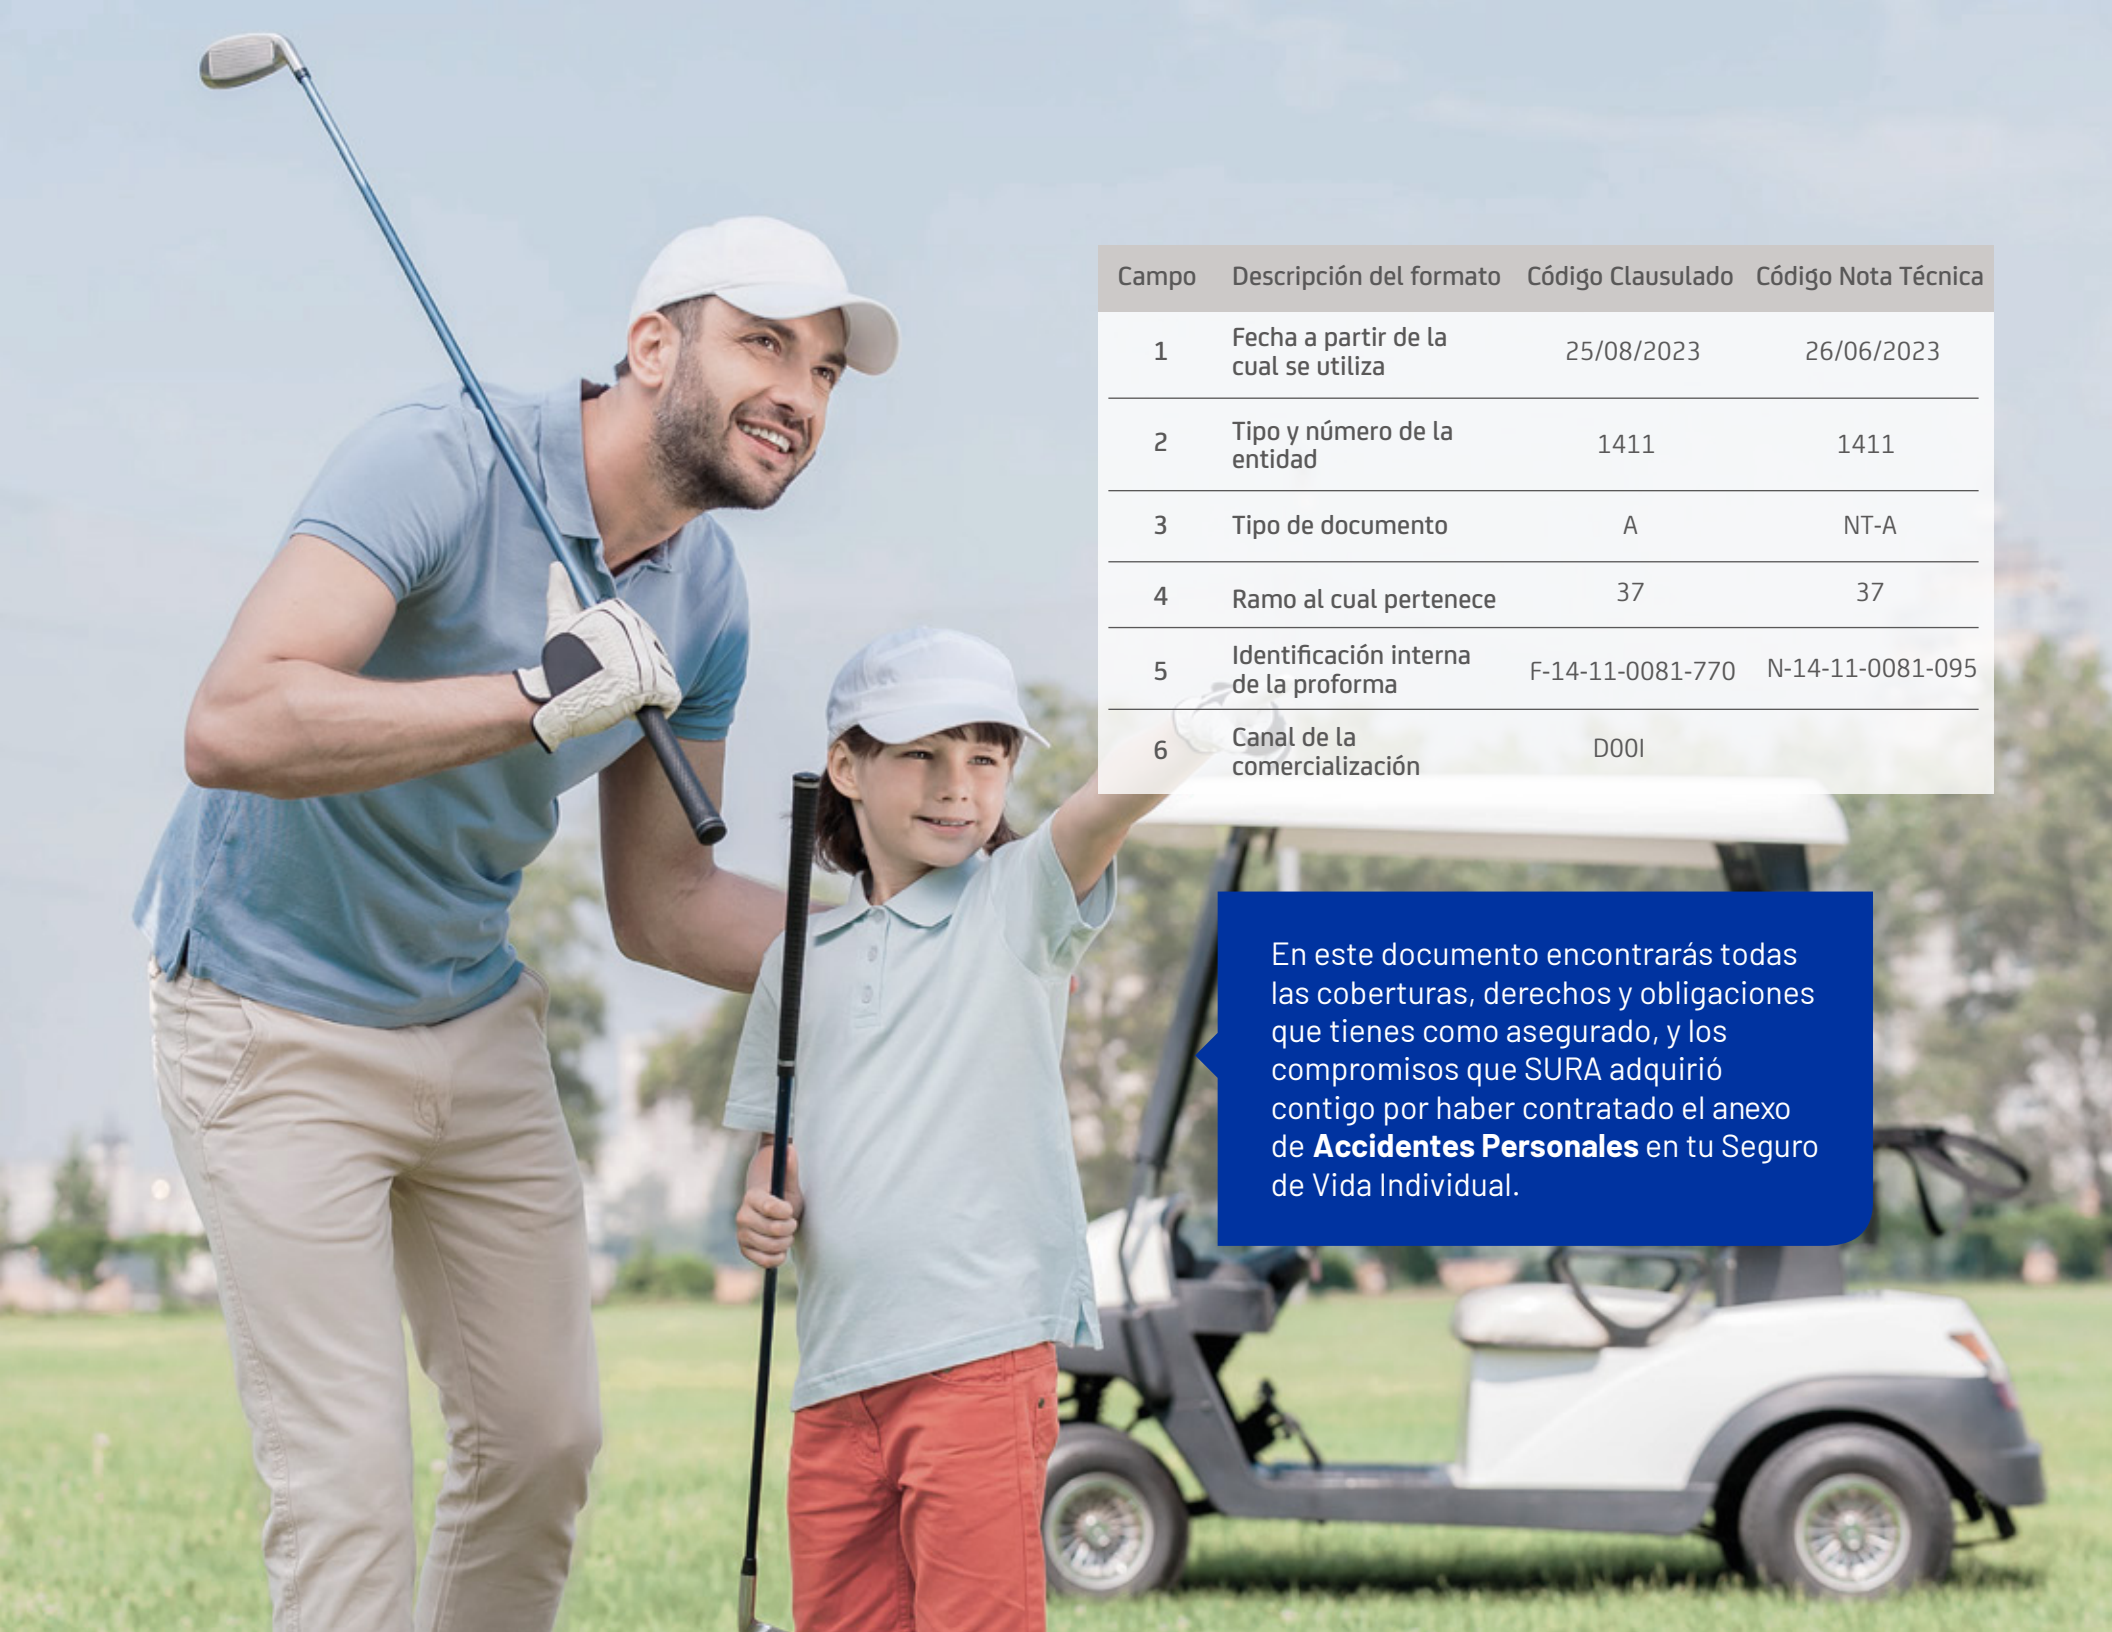 Campo Descripción del formato Código Clausulado Código Nota Técnica
1 Fecha a partir de la cual se utiliza 25/08/2023 26/06/2023
2 Tipo y número de la entidad 1411 1411
3 Tipo de documento A NT-A
4 Ramo al cual pertenece 37 37
5 Identificación interna de la proforma F-14-11-0081-770 N-14-11-0081-095
6 Canal de la comercialización D00I
En este documento encontrarás todas
las coberturas, derechos y obligaciones
que tienes como asegurado, y los
compromisos que SURA adquirió
contigo por haber contratado el anexo
de Accidentes Personales en tu Seguro
de Vida Individual.